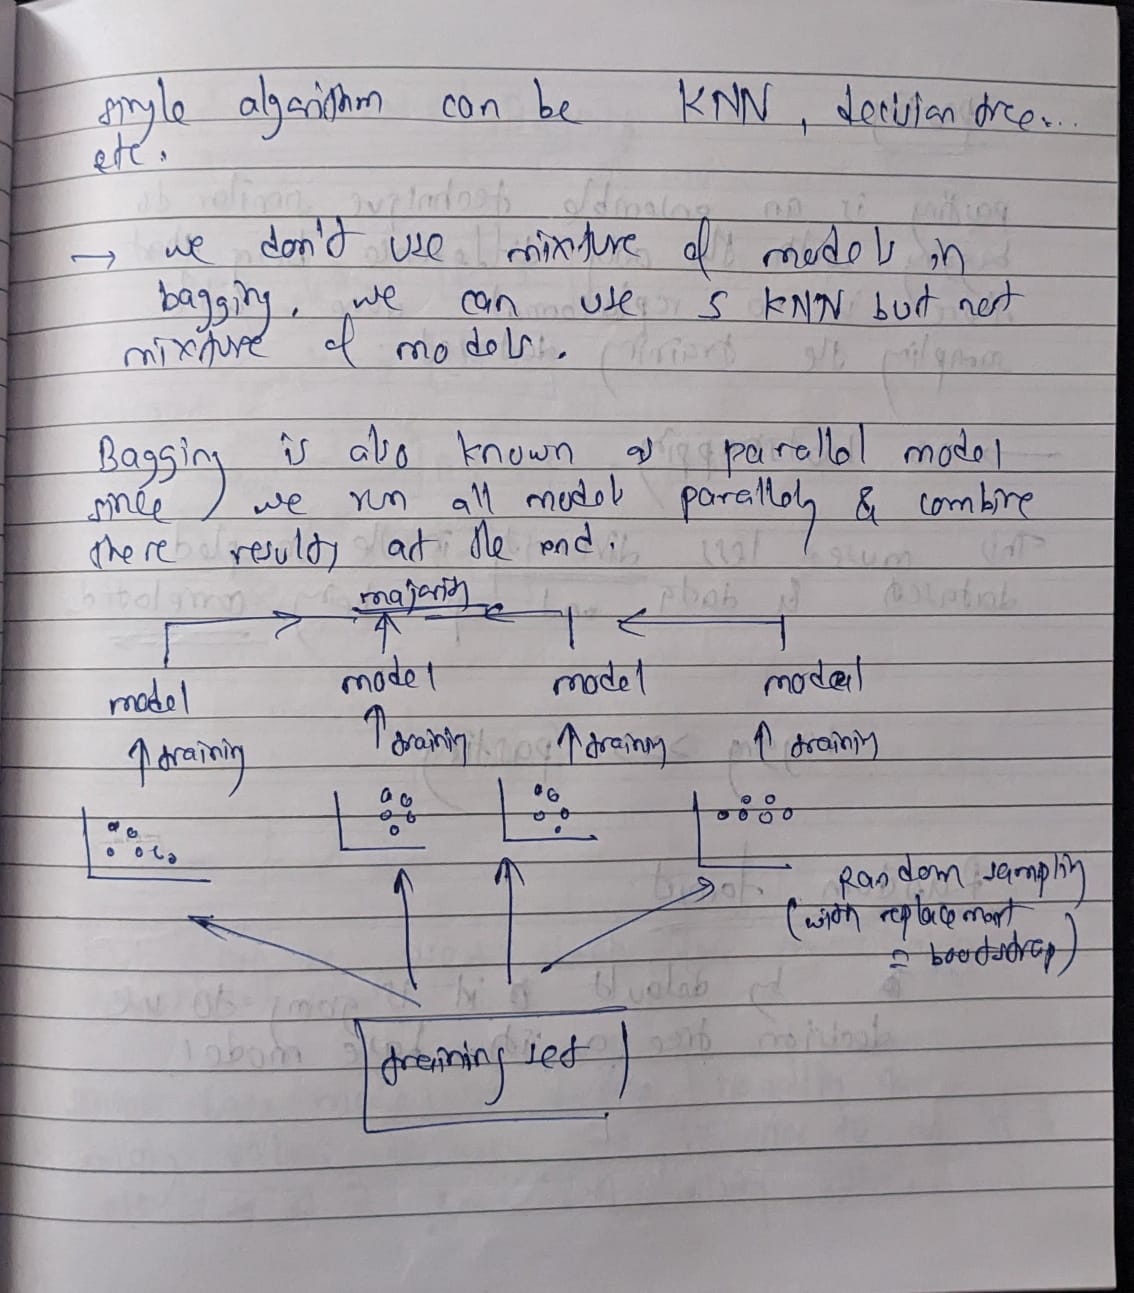 single algorithm can be KNN, decision tree...
etc.
→ we don't use mixture of models in
bagging. we can use 5 KNN but not
mixture of models.
Bagging is also known as parallel model
since we run all model parallely & combine
there results at the end.
majority
model model model model
↑ training ↑ training ↑ training ↑ training
Random sampling
(with replacement
= bootstrap)
training set